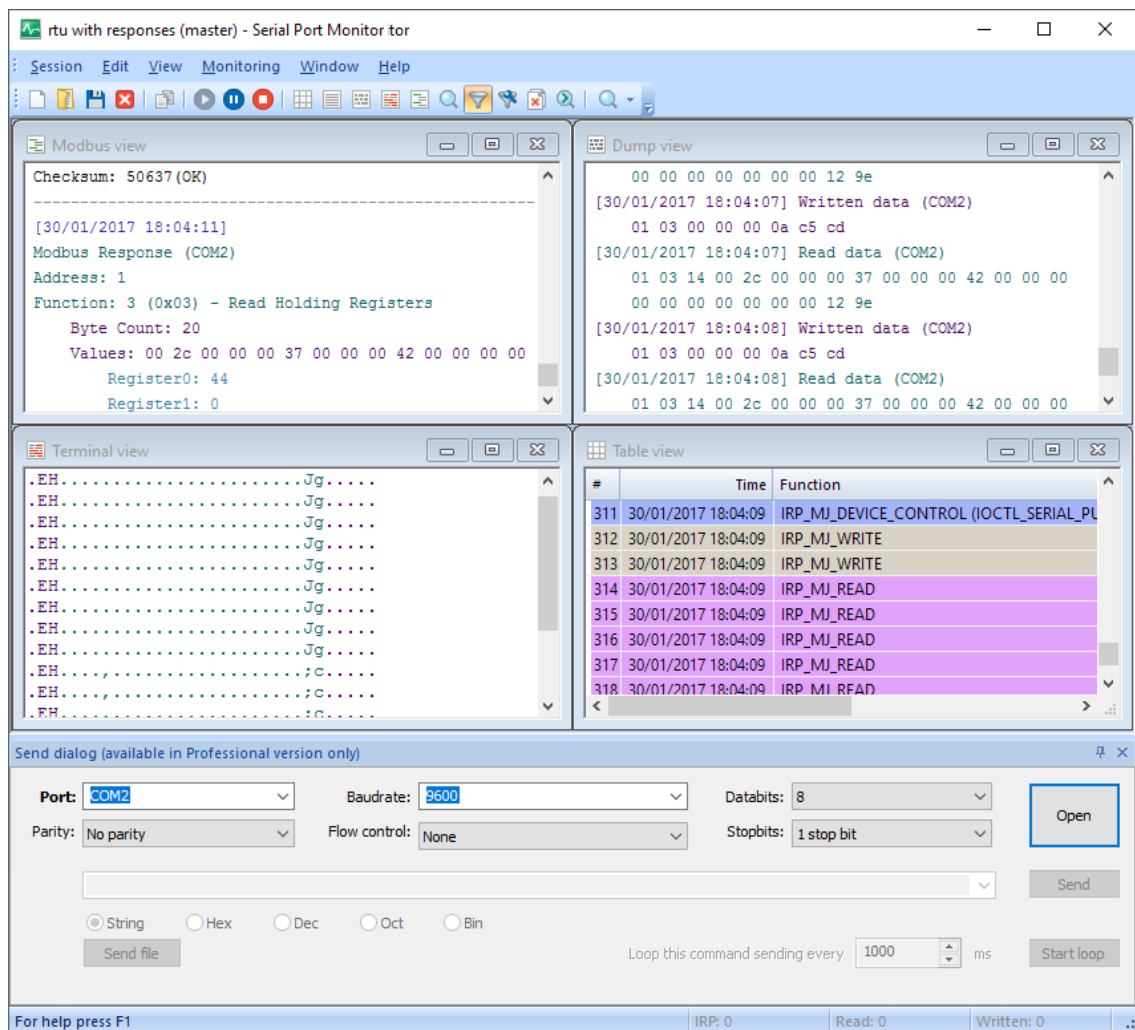 rtu with responses (master) - Serial Port Monitor tor
Session Edit View Monitoring Window Help
Modbus view
Checksum: 50637(OK)
[30/01/2017 18:04:11]
Modbus Response (COM2)
Address: 1
Function: 3 (0x03) - Read Holding Registers
Byte Count: 20
Values: 00 2c 00 00 00 37 00 00 00 42 00 00 00 00
Register0: 44
Register1: 0
Dump view
00 00 00 00 00 00 00 12 9e
[30/01/2017 18:04:07] Written data (COM2)
01 03 00 00 00 0a c5 cd
[30/01/2017 18:04:07] Read data (COM2)
01 03 14 00 2c 00 00 00 37 00 00 00 42 00 00 00
00 00 00 00 00 00 00 12 9e
[30/01/2017 18:04:08] Written data (COM2)
01 03 00 00 00 0a c5 cd
[30/01/2017 18:04:08] Read data (COM2)
01 03 14 00 2c 00 00 00 37 00 00 00 42 00 00 00
Terminal view
.EH.......................Jg.....
.EH.......................Jg.....
.EH.......................Jg.....
.EH.......................Jg.....
.EH.......................Jg.....
.EH.......................Jg.....
.EH.......................Jg.....
.EH.......................Jg.....
.EH.......................Jg.....
.EH....,..................;c.....
.EH....,..................;c.....
.EH.......................;c.....
Table view
# Time Function
311 30/01/2017 18:04:09 IRP_MJ_DEVICE_CONTROL (IOCTL_SERIAL_PU
312 30/01/2017 18:04:09 IRP_MJ_WRITE
313 30/01/2017 18:04:09 IRP_MJ_WRITE
314 30/01/2017 18:04:09 IRP_MJ_READ
315 30/01/2017 18:04:09 IRP_MJ_READ
316 30/01/2017 18:04:09 IRP_MJ_READ
317 30/01/2017 18:04:09 IRP_MJ_READ
318 30/01/2017 18:04:09 IRP_MJ_READ
Send dialog (available in Professional version only)
Port: COM2 Baudrate: 9600 Databits: 8 Open
Parity: No parity Flow control: None Stopbits: 1 stop bit
Send
String Hex Dec Oct Bin
Send file Loop this command sending every 1000 ms Start loop
For help press F1 IRP: 0 Read: 0 Written: 0